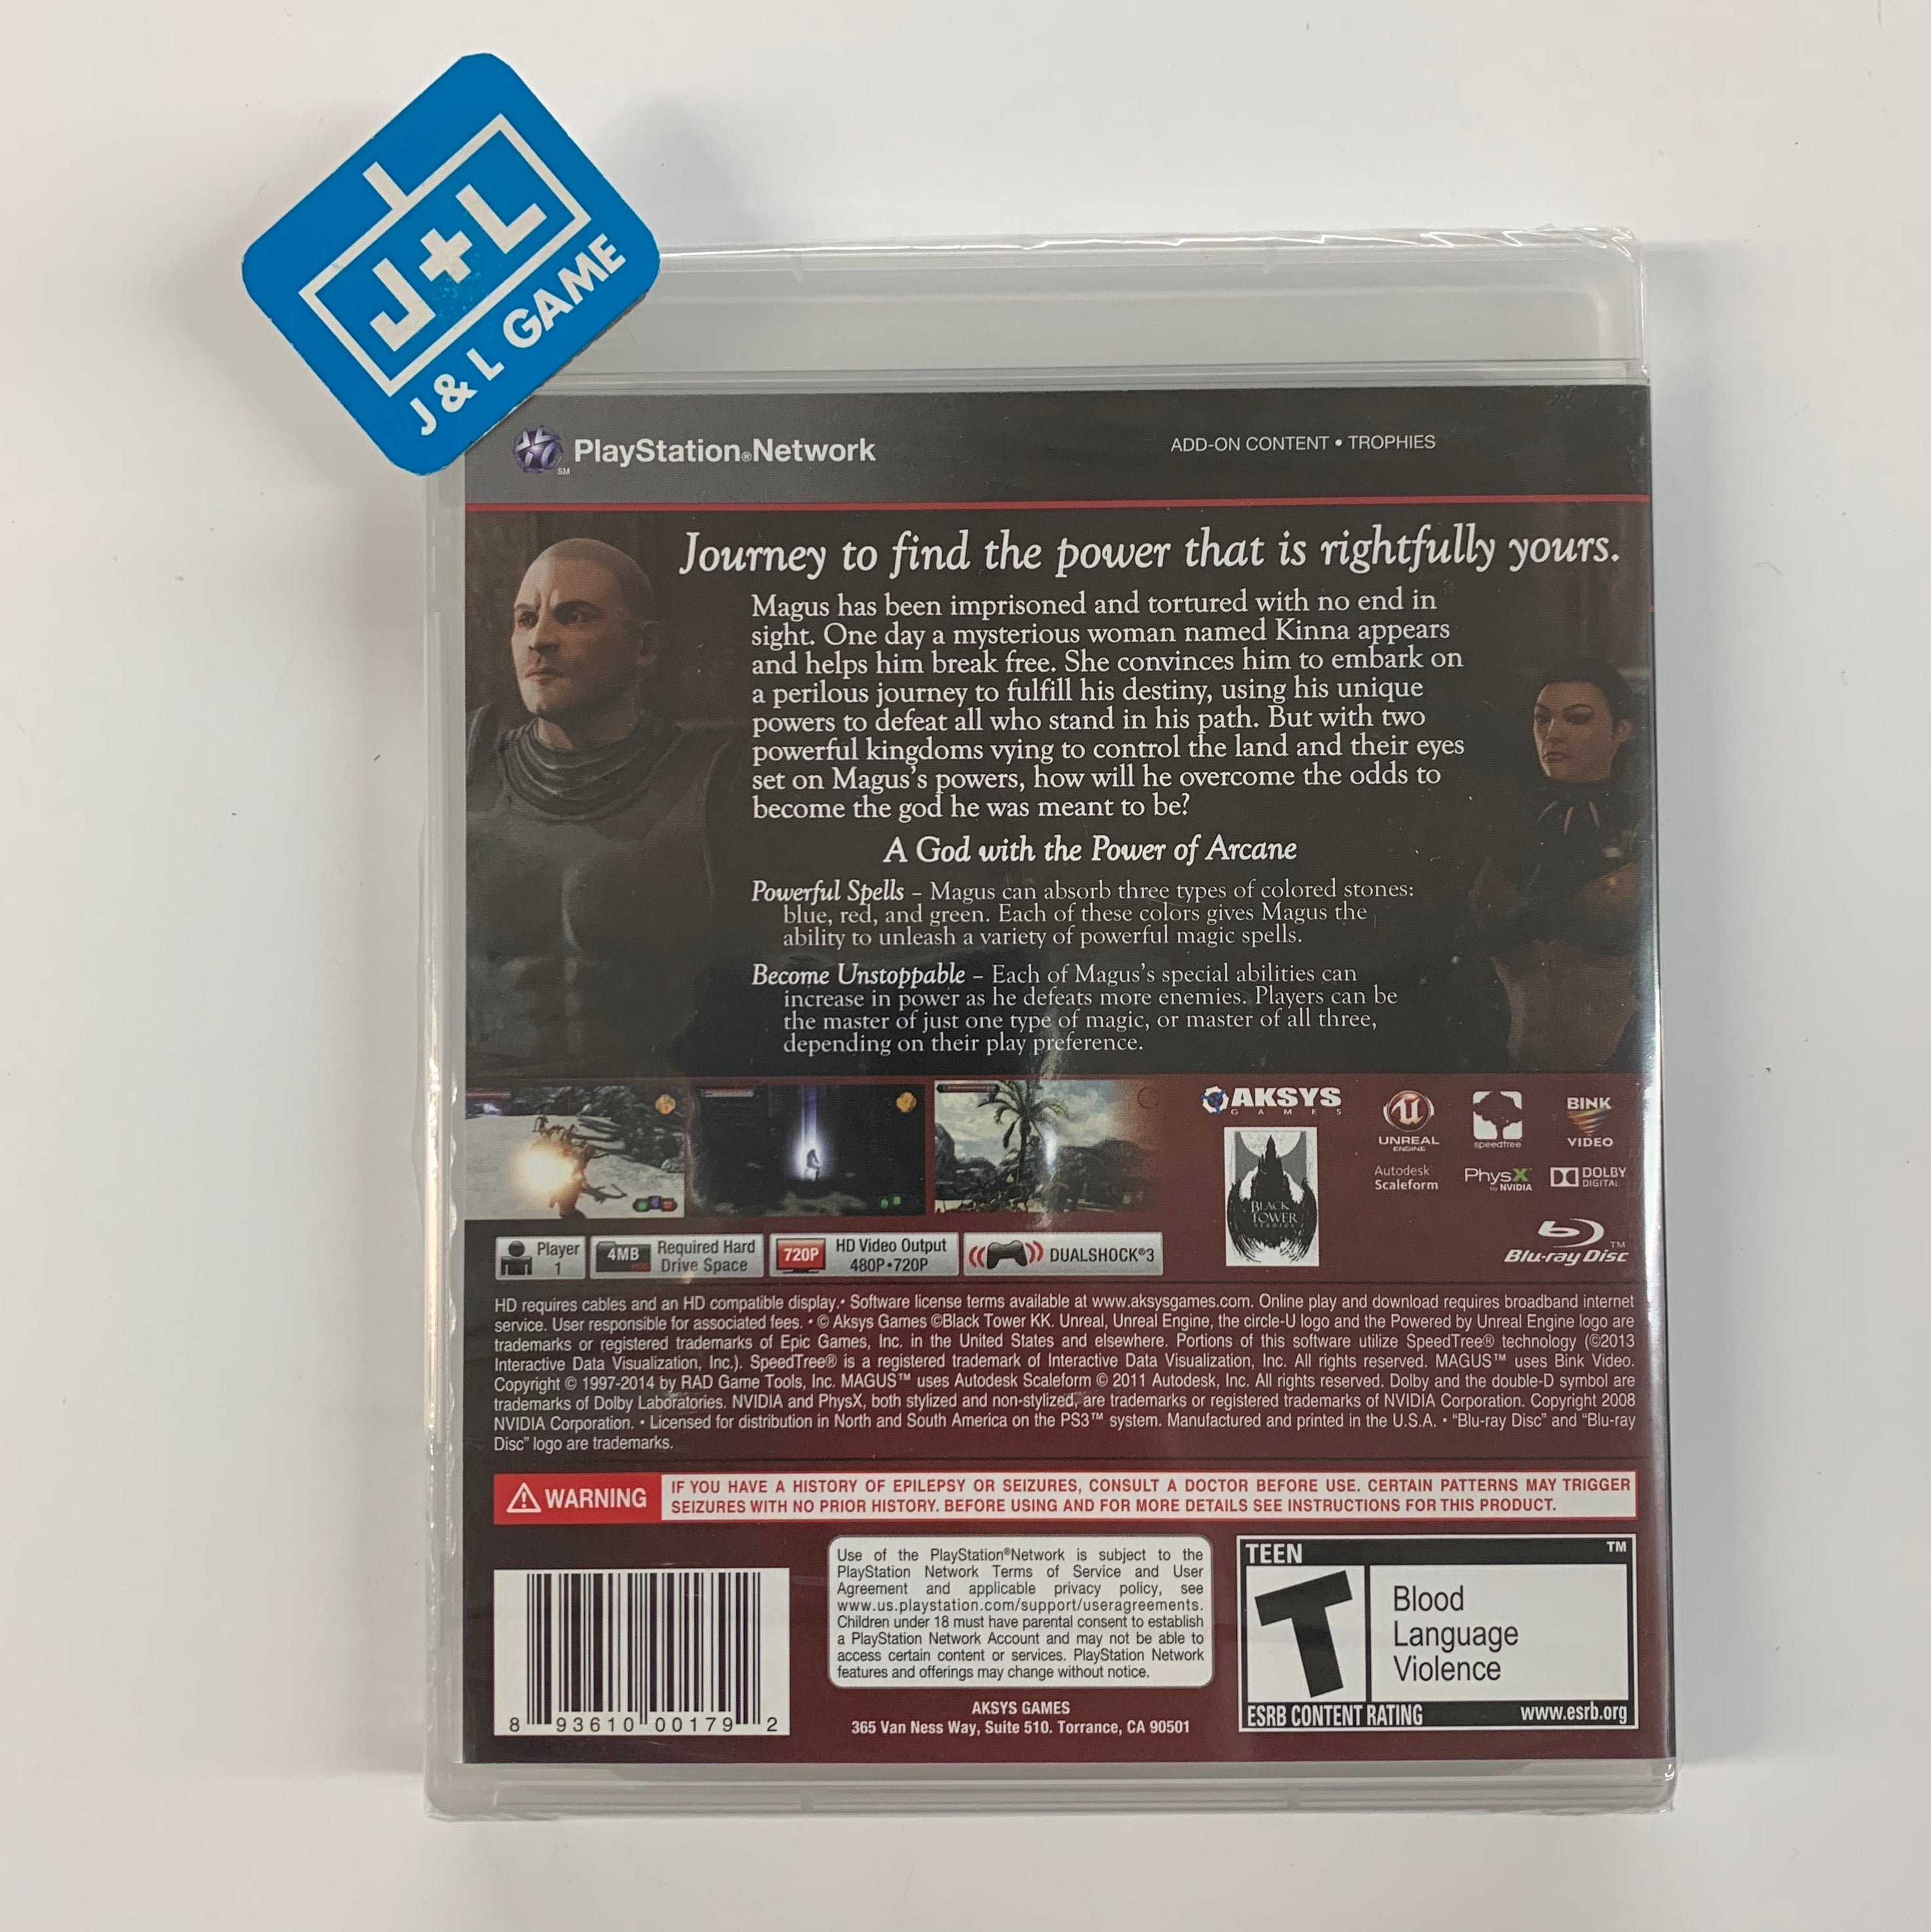 J+L
J & L GAME
PlayStation®Network
SM
ADD-ON CONTENT • TROPHIES
Journey to find the power that is rightfully yours.
Magus has been imprisoned and tortured with no end in
sight. One day a mysterious woman named Kinna appears
and helps him break free. She convinces him to embark on
a perilous journey to fulfill his destiny, using his unique
powers to defeat all who stand in his path. But with two
powerful kingdoms vying to control the land and their eyes
set on Magus's powers, how will he overcome the odds to
become the god he was meant to be?
A God with the Power of Arcane
Powerful Spells – Magus can absorb three types of colored stones:
blue, red, and green. Each of these colors gives Magus the
ability to unleash a variety of powerful magic spells.
Become Unstoppable – Each of Magus's special abilities can
increase in power as he defeats more enemies. Players can be
the master of just one type of magic, or master of all three,
depending on their play preference.
AKSYS
GAMES
BLACK
TOWER
STUDIOS
UNREAL
ENGINE
speedtree
BINK
VIDEO
Autodesk
Scaleform
PhysX
by NVIDIA
DOLBY
DIGITAL
Blu-ray Disc™
Player
1
4MB
Required Hard
Drive Space
720P
HD Video Output
480P•720P
DUALSHOCK®3
HD requires cables and an HD compatible display.• Software license terms available at www.aksysgames.com. Online play and download requires broadband internet
service. User responsible for associated fees. • © Aksys Games ©Black Tower KK. Unreal, Unreal Engine, the circle-U logo and the Powered by Unreal Engine logo are
trademarks or registered trademarks of Epic Games, Inc. in the United States and elsewhere. Portions of this software utilize SpeedTree® technology (©2013
Interactive Data Visualization, Inc.). SpeedTree® is a registered trademark of Interactive Data Visualization, Inc. All rights reserved. MAGUS™ uses Bink Video.
Copyright © 1997-2014 by RAD Game Tools, Inc. MAGUS™ uses Autodesk Scaleform © 2011 Autodesk, Inc. All rights reserved. Dolby and the double-D symbol are
trademarks of Dolby Laboratories. NVIDIA and PhysX, both stylized and non-stylized, are trademarks or registered trademarks of NVIDIA Corporation. Copyright 2008
NVIDIA Corporation. • Licensed for distribution in North and South America on the PS3™ system. Manufactured and printed in the U.S.A. • "Blu-ray Disc" and "Blu-ray
Disc" logo are trademarks.
WARNING
IF YOU HAVE A HISTORY OF EPILEPSY OR SEIZURES, CONSULT A DOCTOR BEFORE USE. CERTAIN PATTERNS MAY TRIGGER
SEIZURES WITH NO PRIOR HISTORY. BEFORE USING AND FOR MORE DETAILS SEE INSTRUCTIONS FOR THIS PRODUCT.
8 93610 00179 2
Use of the PlayStation®Network is subject to the
PlayStation Network Terms of Service and User
Agreement and applicable privacy policy, see
www.us.playstation.com/support/useragreements.
Children under 18 must have parental consent to establish
a PlayStation Network Account and may not be able to
access certain content or services. PlayStation Network
features and offerings may change without notice.
AKSYS GAMES
365 Van Ness Way, Suite 510. Torrance, CA 90501
TEEN
TM
T
Blood
Language
Violence
ESRB CONTENT RATING
www.esrb.org